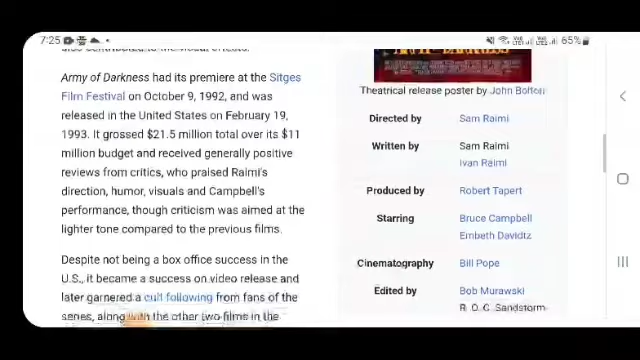 7:25
65%
Army of Darkness had its premiere at the Sitges
Film Festival on October 9, 1992, and was
released in the United States on February 19,
1993. It grossed $21.5 million total over its $11
million budget and received generally positive
reviews from critics, who praised Raimi's
direction, humor, visuals and Campbell's
performance, though criticism was aimed at the
lighter tone compared to the previous films.
Despite not being a box office success in the
U.S., it became a success on video release and
later garnered a cult following from fans of the
series, along with the other two films in the
Theatrical release poster by John Bolton
Directed by Sam Raimi
Written by Sam Raimi
Ivan Raimi
Produced by Robert Tapert
Starring Bruce Campbell
Embeth Davidtz
Cinematography Bill Pope
Edited by Bob Murawski
R. O. C. Sandstorm